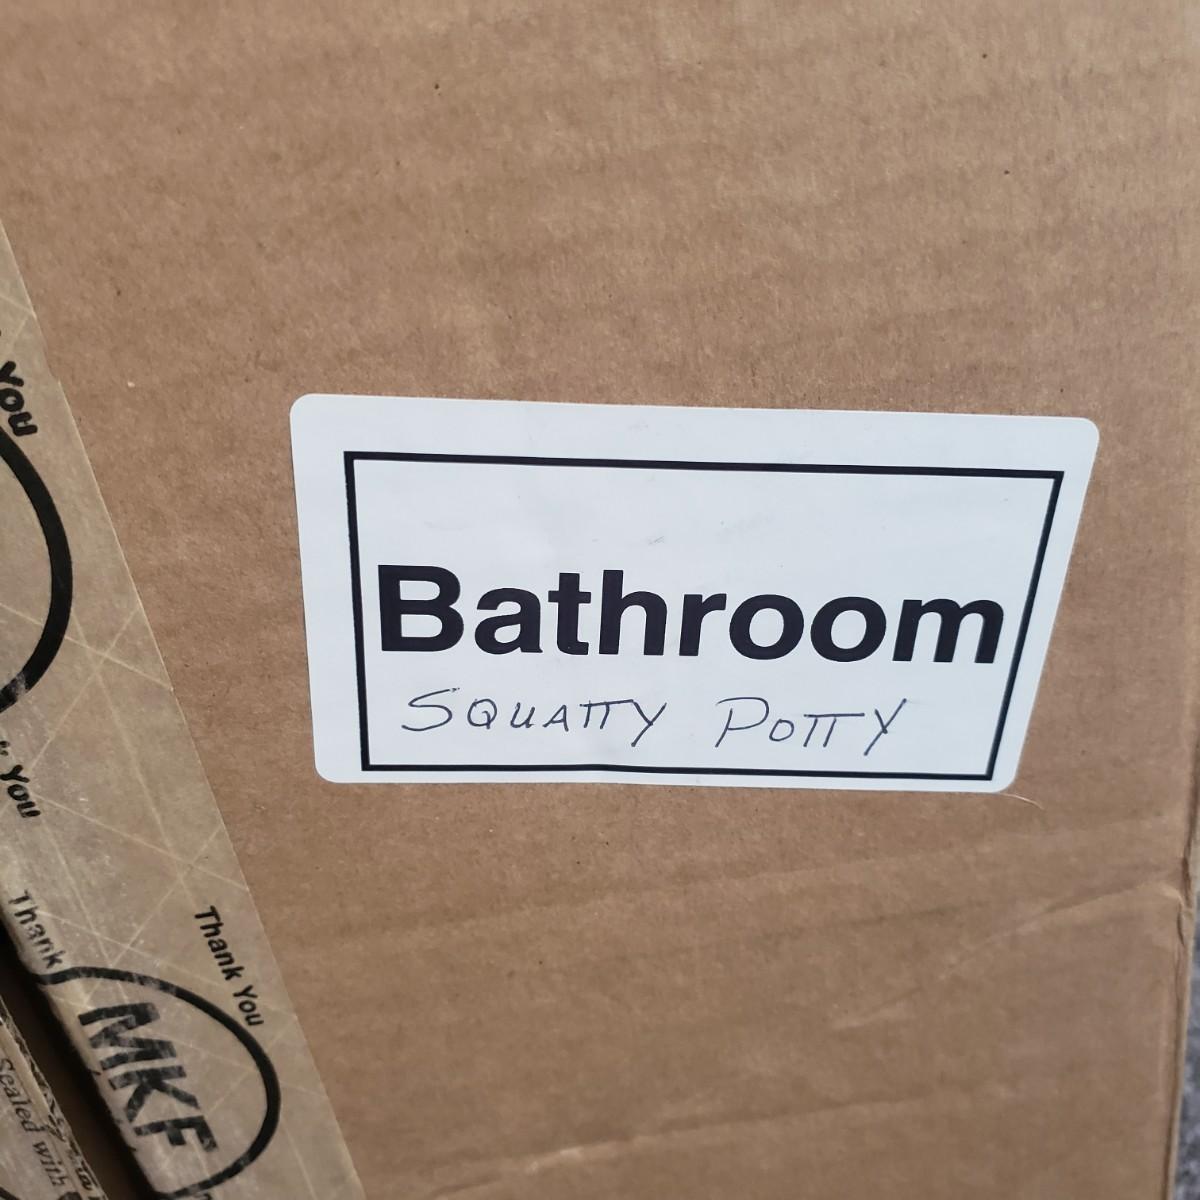 Bathroom
SQUATTY POTTY
You
You
Thank
Thank You
MKF
Sealed with